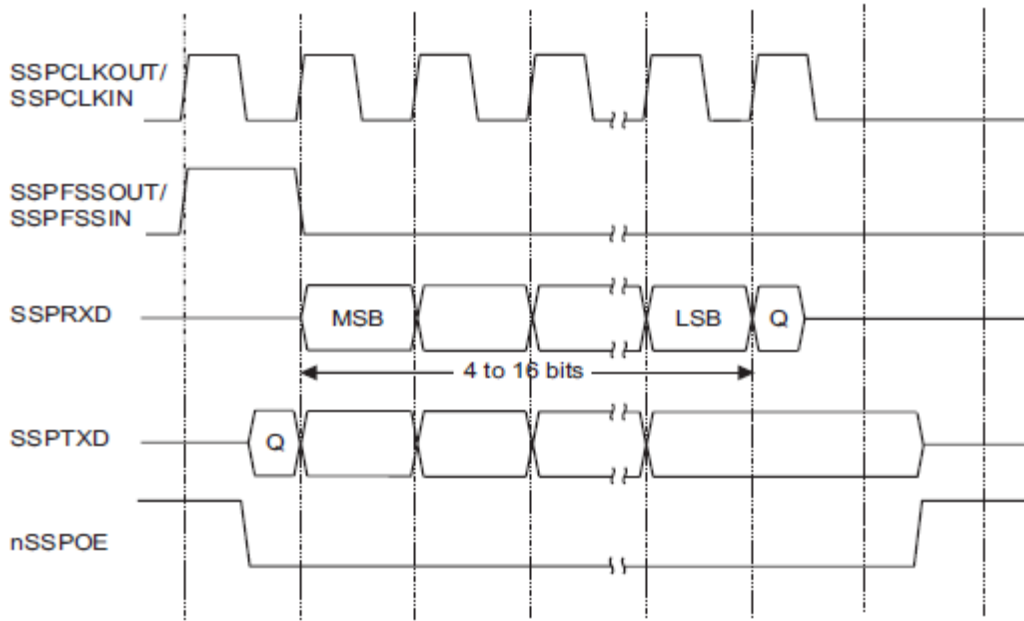 SSPCLKOUT/
SSPCLKIN
SSPFSSOUT/
SSPFSSIN
SSPRXD MSB LSB Q
4 to 16 bits
SSPTXD Q
nSSPOE